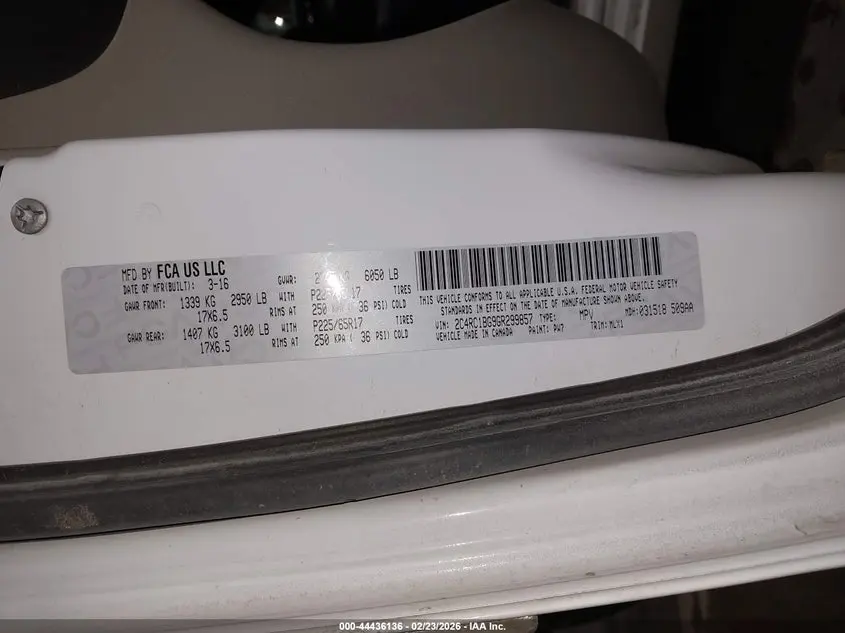 MFD BY FCA US LLC
DATE OF MFR(BUILT): 3-16 GVWR: 6050 LB
GAWR FRONT: 1339 KG 2950 LB WITH TIRES
17X6.5 RIMS AT 250 KPA ( 36 PSI) COLD
GAWR REAR: 1407 KG 3100 LB WITH P225/65R17 TIRES
17X6.5 RIMS AT 250 KPA ( 36 PSI) COLD
THIS VEHICLE CONFORMS TO ALL APPLICABLE U.S.A. FEDERAL MOTOR VEHICLE SAFETY
STANDARDS IN EFFECT ON THE DATE OF MANUFACTURE SHOWN ABOVE.
VIN: 2C4RC1BG9GR299857 TYPE: MPV MDH: 031518 509AA
VEHICLE MADE IN CANADA PAINT: PW7 TRIM: MLX1
000-44436136 - 02/23/2026 - IAA Inc.